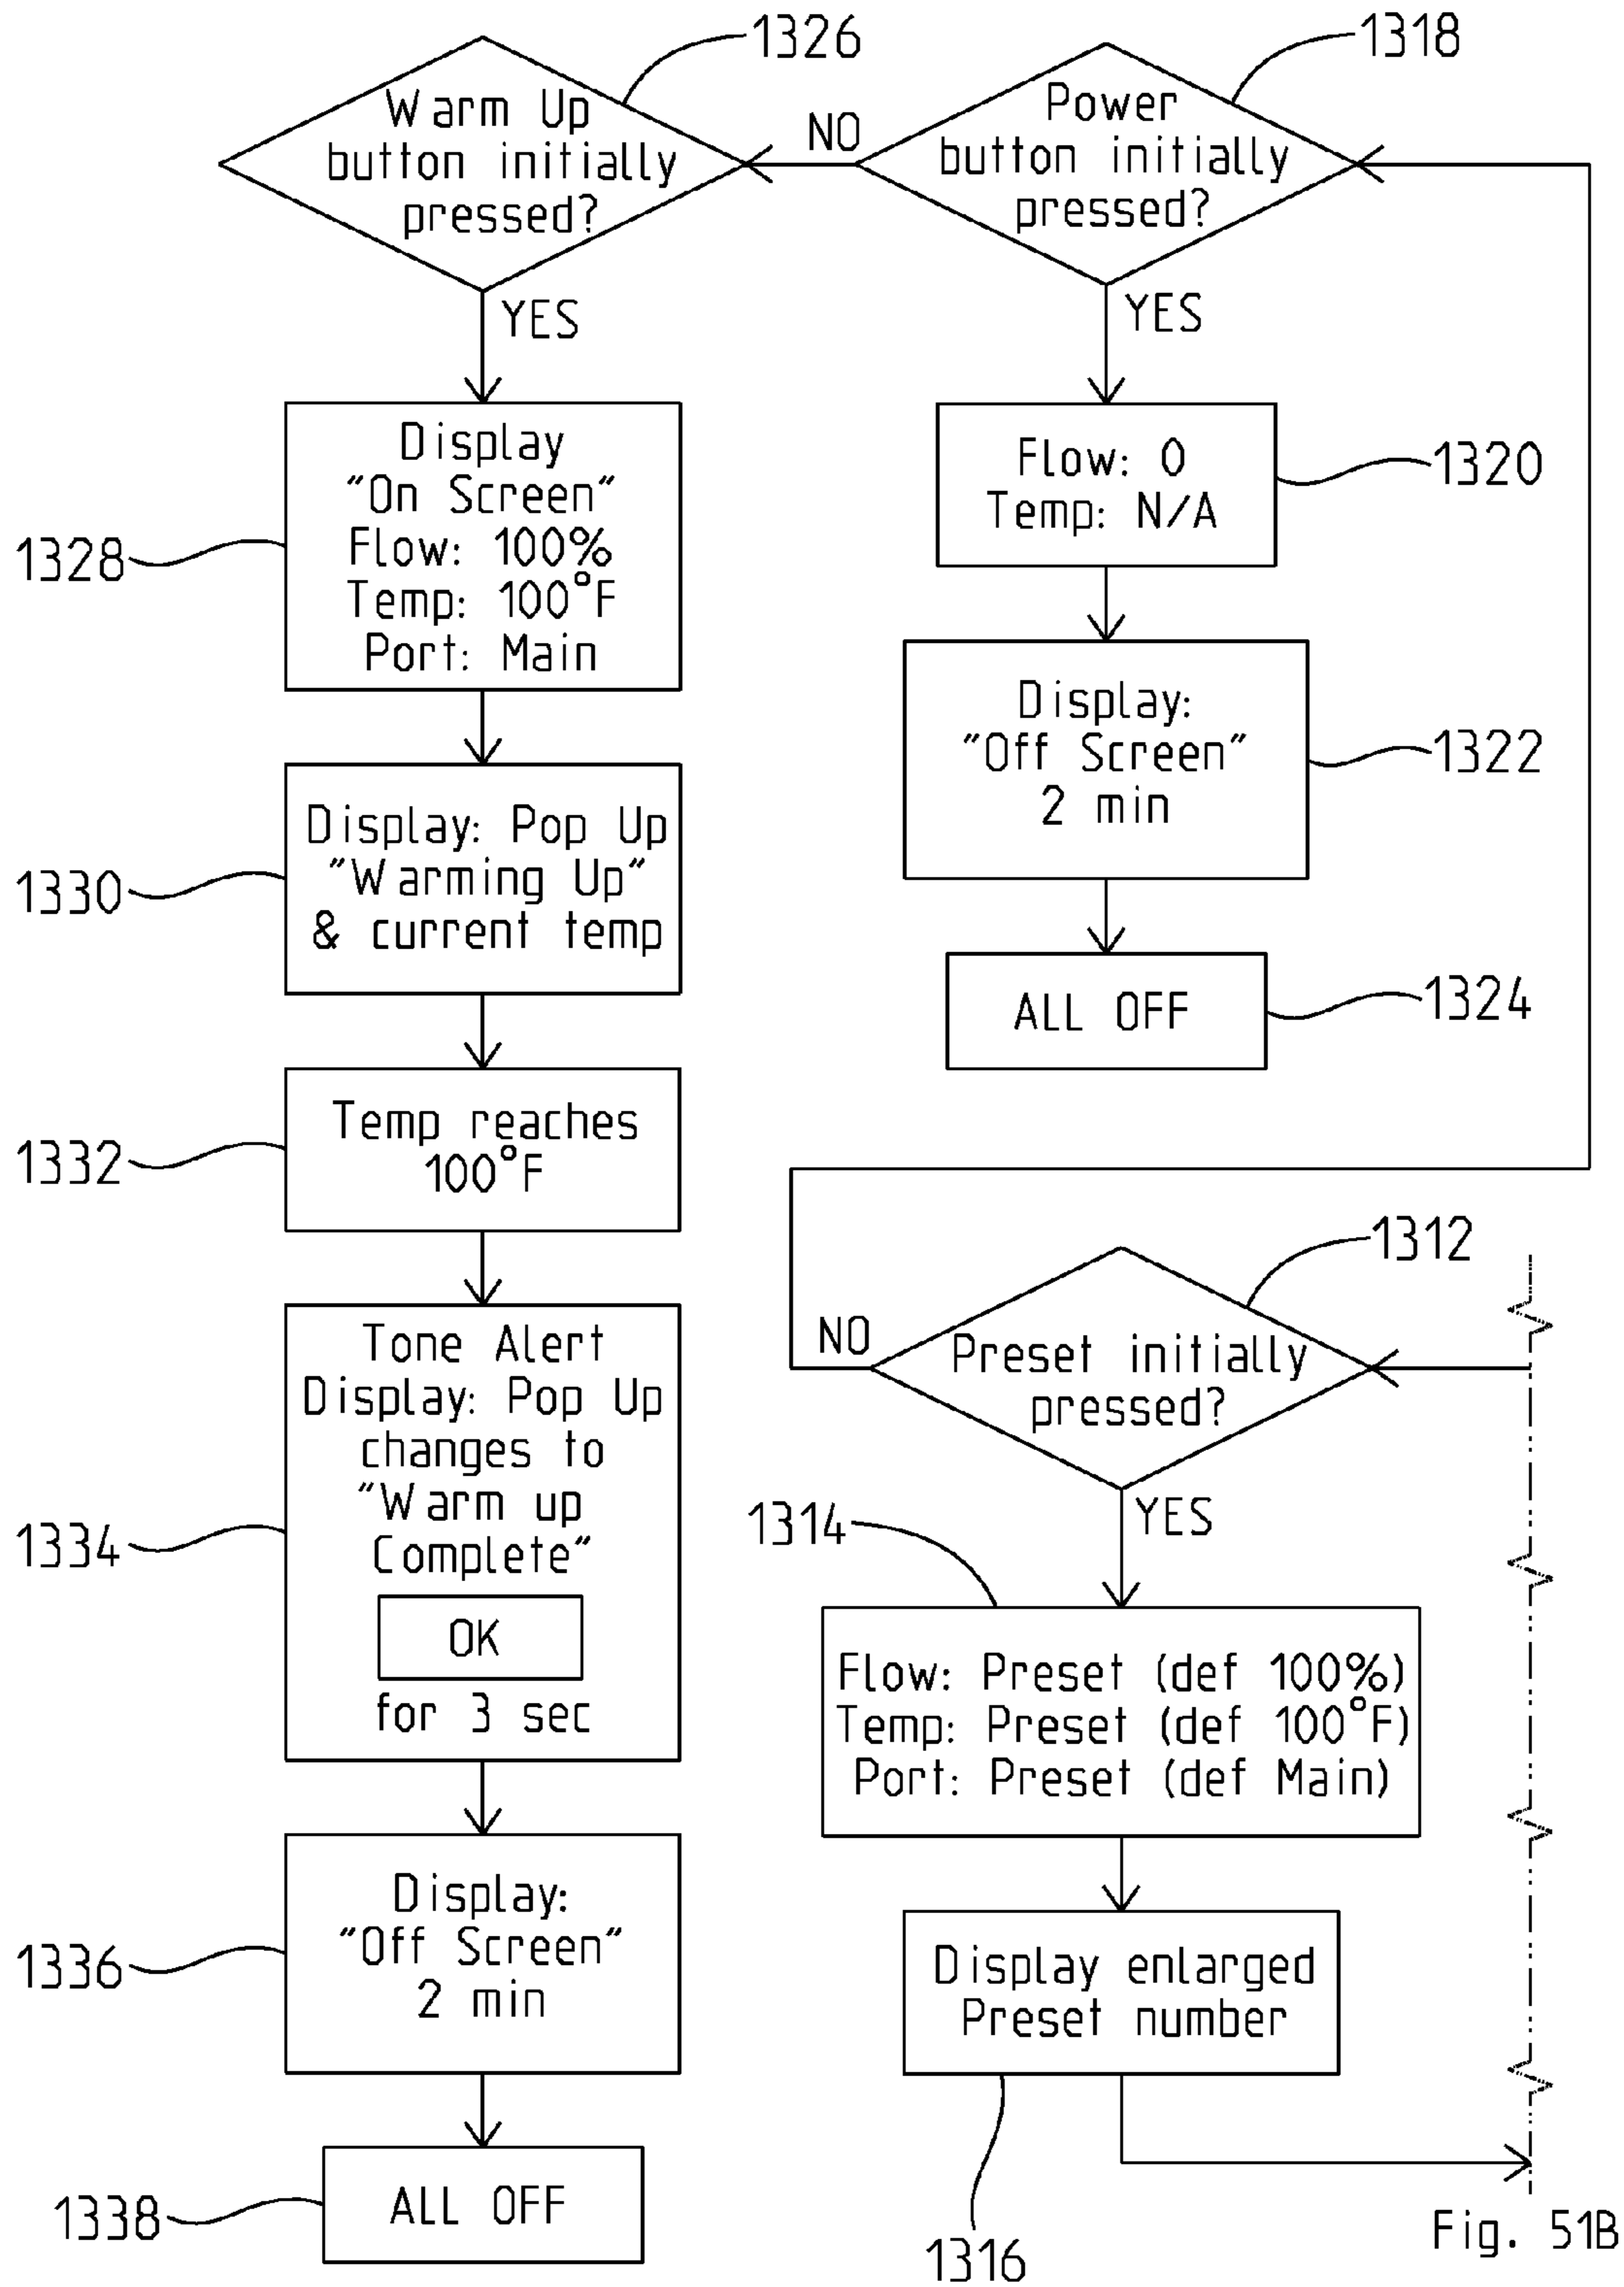 1326
Warm Up
button initially
pressed?
NO
YES
1318
Power
button initially
pressed?
YES
1328
Display
"On Screen"
Flow: 100%
Temp: 100°F
Port: Main
1330
Display: Pop Up
"Warming Up"
& current temp
1332
Temp reaches
100°F
1334
Tone Alert
Display: Pop Up
changes to
"Warm up
Complete"
OK
for 3 sec
1336
Display:
"Off Screen"
2 min
1338
ALL OFF
Flow: 0
Temp: N/A
1320
Display:
"Off Screen"
2 min
1322
ALL OFF
1324
1312
NO
Preset initially
pressed?
YES
1314
Flow: Preset (def 100%)
Temp: Preset (def 100°F)
Port: Preset (def Main)
Display enlarged
Preset number
1316
Fig. 51B